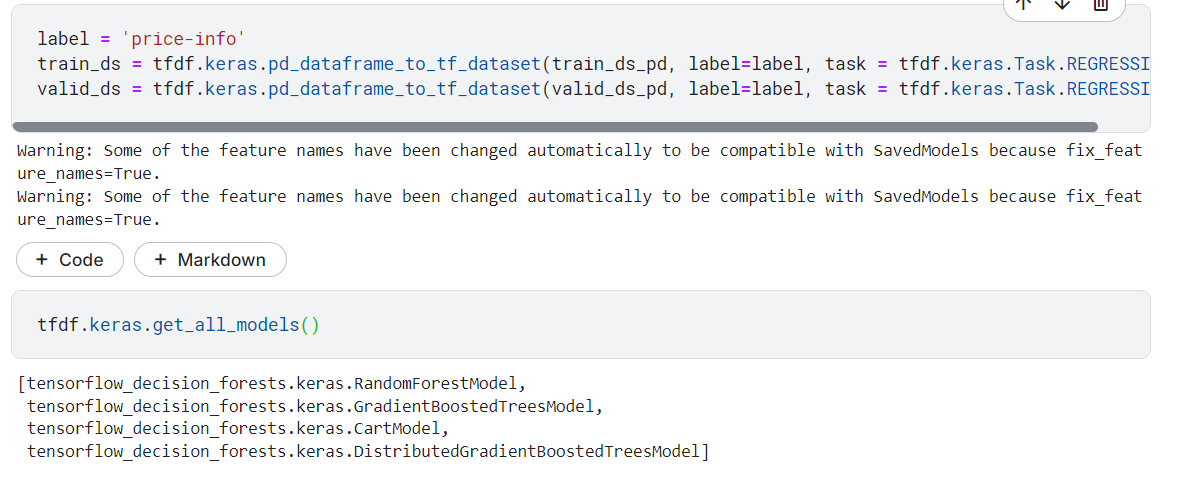 label = 'price-info'
train_ds = tfdf.keras.pd_dataframe_to_tf_dataset(train_ds_pd, label=label, task = tfdf.keras.Task.REGRESSI
valid_ds = tfdf.keras.pd_dataframe_to_tf_dataset(valid_ds_pd, label=label, task = tfdf.keras.Task.REGRESSI
Warning: Some of the feature names have been changed automatically to be compatible with SavedModels because fix_feat
ure_names=True.
Warning: Some of the feature names have been changed automatically to be compatible with SavedModels because fix_feat
ure_names=True.
+ Code + Markdown
tfdf.keras.get_all_models()
[tensorflow_decision_forests.keras.RandomForestModel,
 tensorflow_decision_forests.keras.GradientBoostedTreesModel,
 tensorflow_decision_forests.keras.CartModel,
 tensorflow_decision_forests.keras.DistributedGradientBoostedTreesModel]